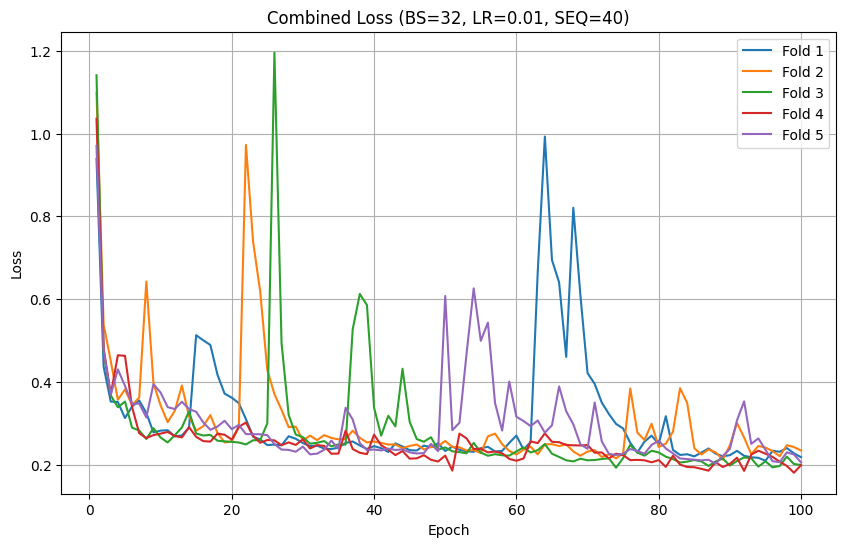 Combined Loss (BS=32, LR=0.01, SEQ=40)
Fold 1
Fold 2
Fold 3
Fold 4
Fold 5
Loss
1.2
1.0
0.8
0.6
0.4
0.2
0 20 40 60 80 100
Epoch